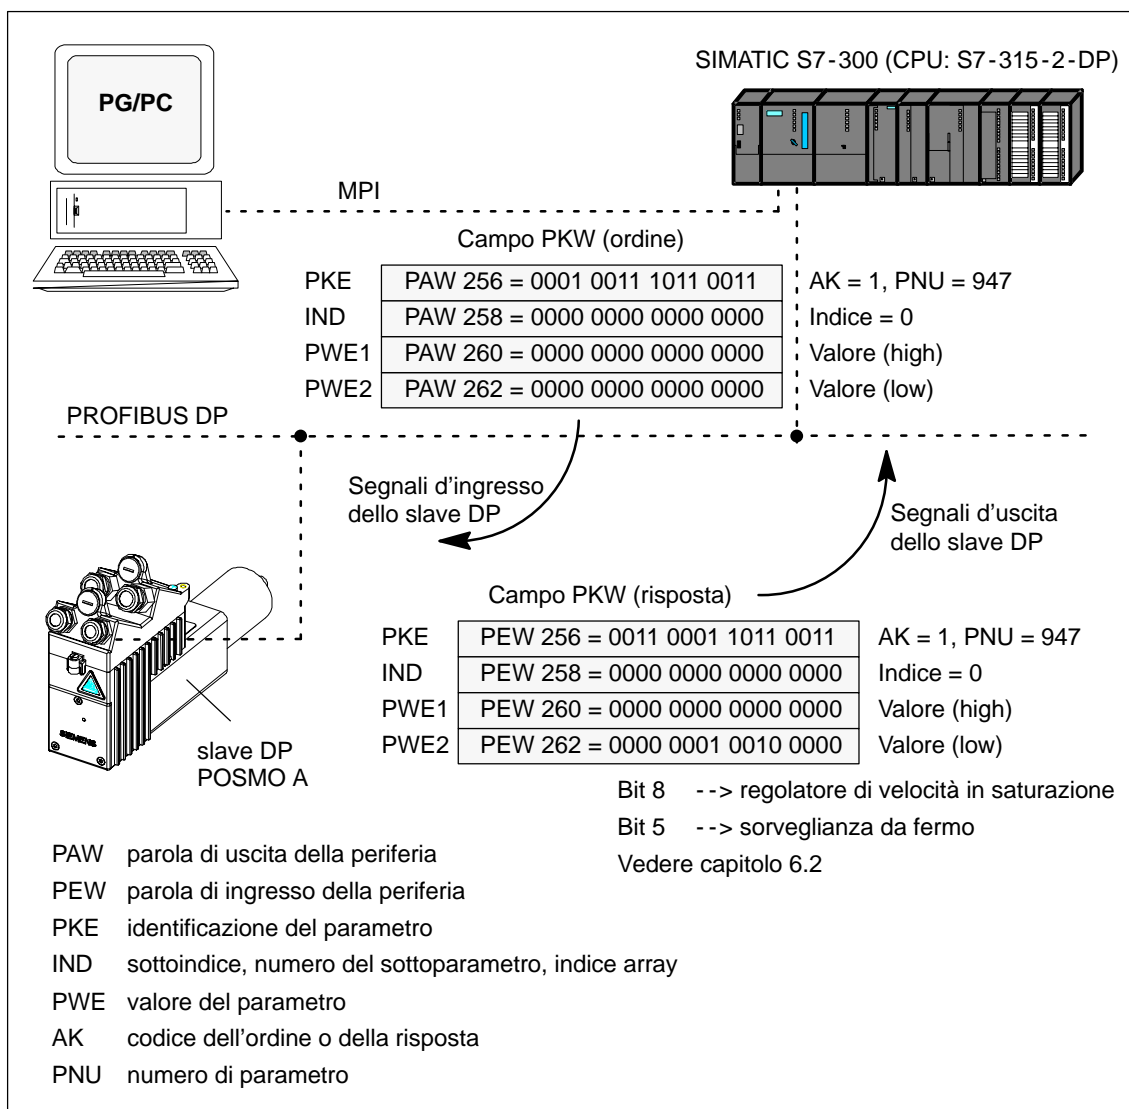 SIMATIC S7-300 (CPU: S7-315-2-DP)
PG/PC
MPI
Campo PKW (ordine)
PKE PAW 256 = 0001 0011 1011 0011 AK = 1, PNU = 947
IND PAW 258 = 0000 0000 0000 0000 Indice = 0
PWE1 PAW 260 = 0000 0000 0000 0000 Valore (high)
PWE2 PAW 262 = 0000 0000 0000 0000 Valore (low)
PROFIBUS DP
Segnali d'ingresso
dello slave DP
Segnali d'uscita
dello slave DP
Campo PKW (risposta)
PKE PEW 256 = 0011 0001 1011 0011 AK = 1, PNU = 947
IND PEW 258 = 0000 0000 0000 0000 Indice = 0
PWE1 PEW 260 = 0000 0000 0000 0000 Valore (high)
PWE2 PEW 262 = 0000 0001 0010 0000 Valore (low)
SIEMENS
slave DP
POSMO A
Bit 8 --> regolatore di velocità in saturazione
Bit 5 --> sorveglianza da fermo
Vedere capitolo 6.2
PAW parola di uscita della periferia
PEW parola di ingresso della periferia
PKE identificazione del parametro
IND sottoindice, numero del sottoparametro, indice array
PWE valore del parametro
AK codice dell'ordine o della risposta
PNU numero di parametro